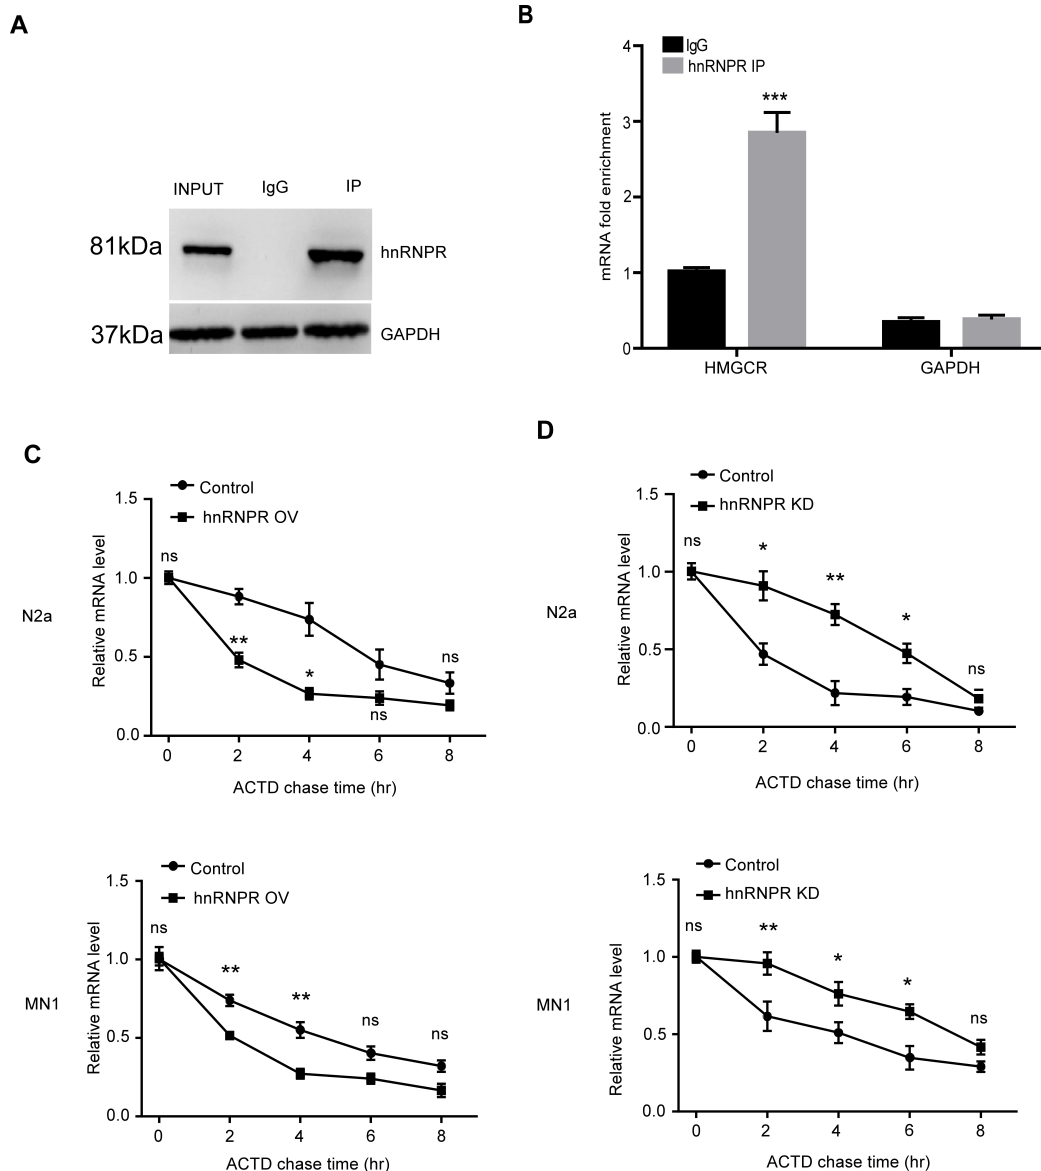 A
INPUT IgG IP
81kDa hnRNPR
37kDa GAPDH
B
IgG
hnRNPR IP
mRNA fold enrichment
4
3
2
1
0
***
HMGCR GAPDH
C
N2a
Control
hnRNPR OV
Relative mRNA level
1.5
1.0
0.5
0.0
ns
**
*
ns
ns
0 2 4 6 8
ACTD chase time (hr)
D
N2a
Control
hnRNPR KD
Relative mRNA level
1.5
1.0
0.5
0.0
ns
*
**
*
ns
0 2 4 6 8
ACTD chase time (hr)
MN1
Control
hnRNPR OV
Relative mRNA level
1.5
1.0
0.5
0.0
ns
**
**
ns
ns
0 2 4 6 8
ACTD chase time (hr)
MN1
Control
hnRNPR KD
Relative mRNA level
1.5
1.0
0.5
0.0
ns
**
*
*
ns
0 2 4 6 8
ACTD chase time (hr)